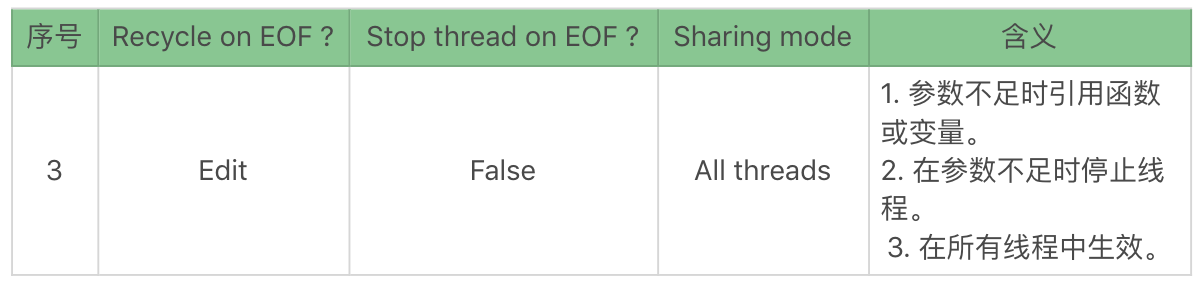 序号 Recycle on EOF ? Stop thread on EOF ? Sharing mode 含义
3 Edit False All threads
1. 参数不足时引用函数
或变量。
2. 在参数不足时停止线
程。
3. 在所有线程中生效。